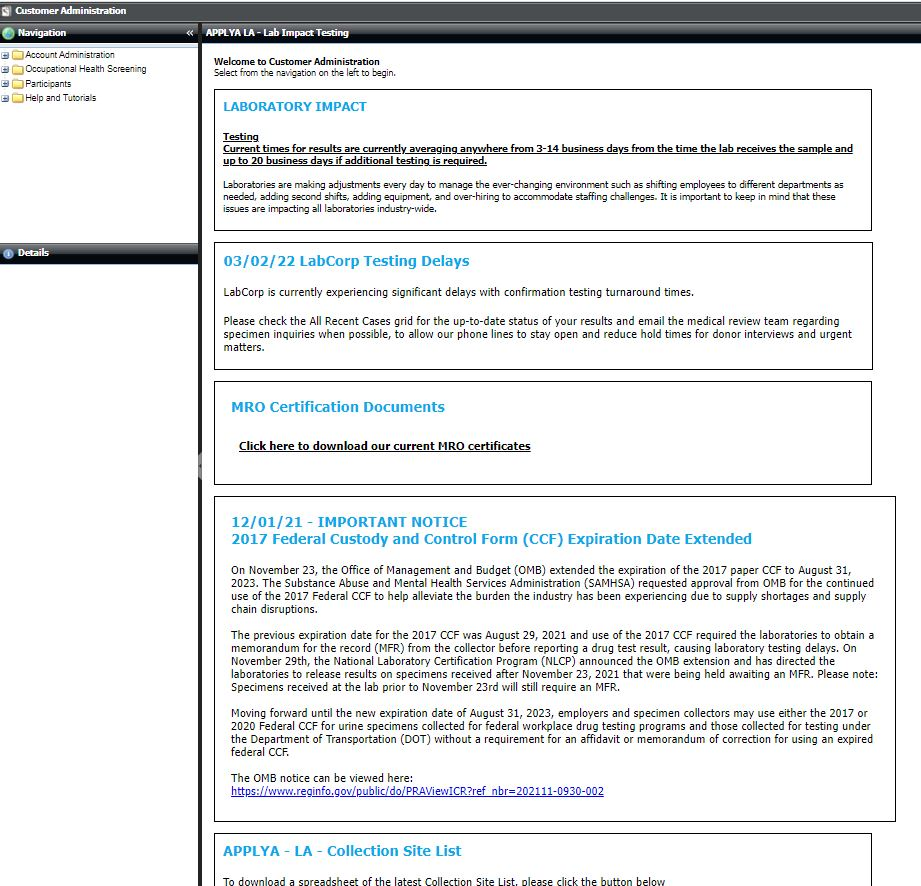 Customer Administration
Navigation «
APPLYA LA - Lab Impact Testing
Account Administration
Occupational Health Screening
Participants
Help and Tutorials
Details
Welcome to Customer Administration
Select from the navigation on the left to begin.
LABORATORY IMPACT
Testing
Current times for results are currently averaging anywhere from 3-14 business days from the time the lab receives the sample and
up to 20 business days if additional testing is required.
Laboratories are making adjustments every day to manage the ever-changing environment such as shifting employees to different departments as
needed, adding second shifts, adding equipment, and over-hiring to accommodate staffing challenges. It is important to keep in mind that these
issues are impacting all laboratories industry-wide.
03/02/22 LabCorp Testing Delays
LabCorp is currently experiencing significant delays with confirmation testing turnaround times.
Please check the All Recent Cases grid for the up-to-date status of your results and email the medical review team regarding
specimen inquiries when possible, to allow our phone lines to stay open and reduce hold times for donor interviews and urgent
matters.
MRO Certification Documents
Click here to download our current MRO certificates
12/01/21 - IMPORTANT NOTICE
2017 Federal Custody and Control Form (CCF) Expiration Date Extended
On November 23, the Office of Management and Budget (OMB) extended the expiration of the 2017 paper CCF to August 31,
2023. The Substance Abuse and Mental Health Services Administration (SAMHSA) requested approval from OMB for the continued
use of the 2017 Federal CCF to help alleviate the burden the industry has been experiencing due to supply shortages and supply
chain disruptions.
The previous expiration date for the 2017 CCF was August 29, 2021 and use of the 2017 CCF required the laboratories to obtain a
memorandum for the record (MFR) from the collector before reporting a drug test result, causing laboratory testing delays. On
November 29th, the National Laboratory Certification Program (NLCP) announced the OMB extension and has directed the
laboratories to release results on specimens received after November 23, 2021 that were being held awaiting an MFR. Please note:
Specimens received at the lab prior to November 23rd will still require an MFR.
Moving forward until the new expiration date of August 31, 2023, employers and specimen collectors may use either the 2017 or
2020 Federal CCF for urine specimens collected for federal workplace drug testing programs and those collected for testing under
the Department of Transportation (DOT) without a requirement for an affidavit or memorandum of correction for using an expired
federal CCF.
The OMB notice can be viewed here:
https://www.reginfo.gov/public/do/PRAViewICR?ref_nbr=202111-0930-002
APPLYA - LA - Collection Site List
To download a spreadsheet of the latest Collection Site List, please click the button below